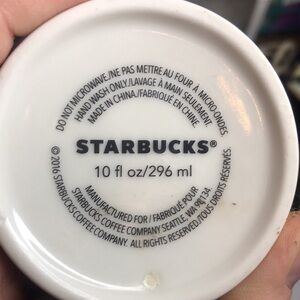 DO NOT MICROWAVE/NE PAS METTRE AU FOUR À MICRO-ONDES
HAND WASH ONLY/LAVAGE À MAIN SEULEMENT
MADE IN CHINA/FABRIQUÉ EN CHINE
STARBUCKS®
10 fl oz/296 ml
MANUFACTURED FOR / FABRIQUÉ POUR
STARBUCKS COFFEE COMPANY SEATTLE, WA 98134
©2016 STARBUCKS COFFEE COMPANY. ALL RIGHTS RESERVED./TOUS DROITS RÉSERVÉS.